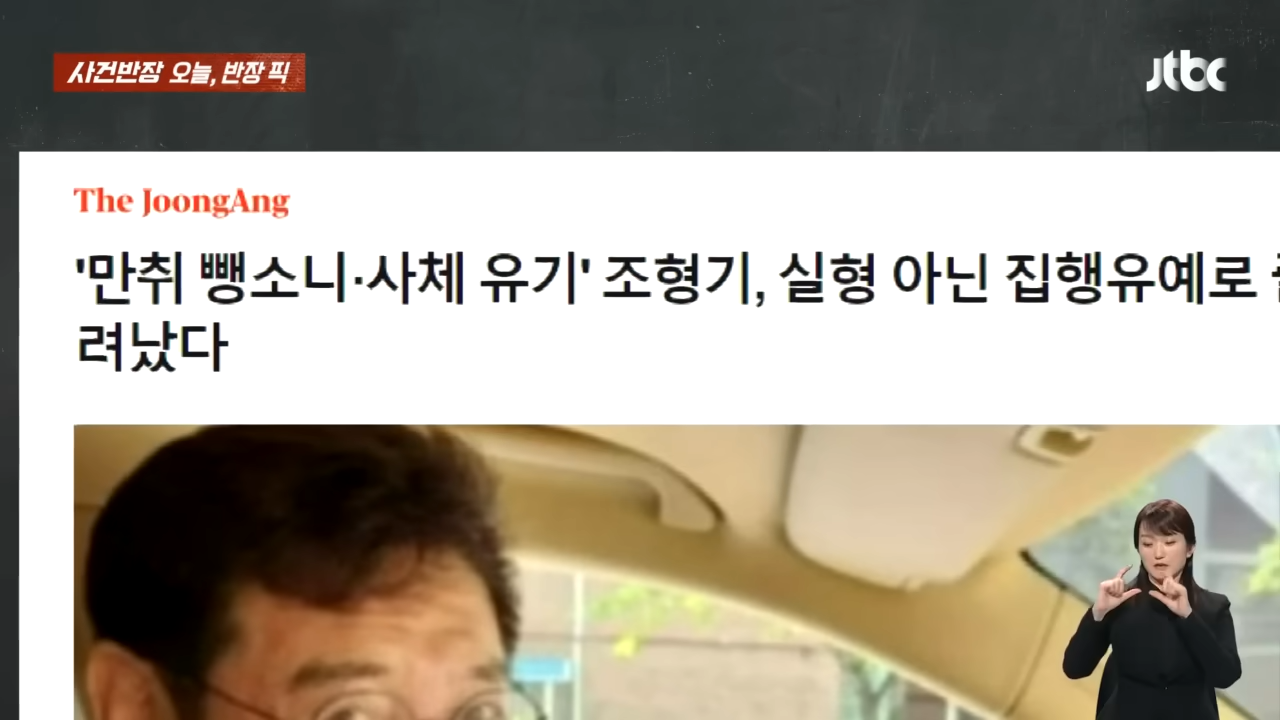 사건반장 오늘, 반장 픽
jtbc
The JoongAng
'만취 뺑소니·사체 유기' 조형기, 실형 아닌 집행유예로
려났다